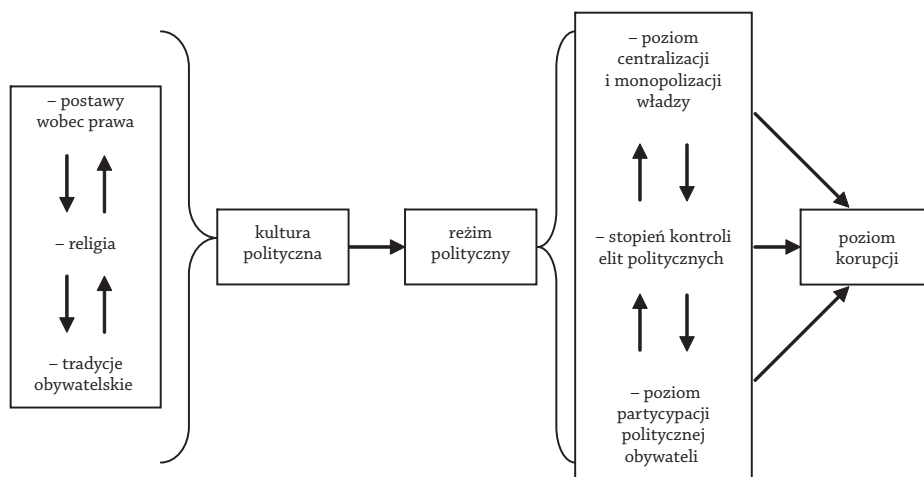 – postawy
wobec prawa
– religia
– tradycje
obywatelskie
kultura
polityczna
reżim
polityczny
– poziom
centralizacji
i monopolizacji
władzy
– stopień kontroli
elit politycznych
– poziom
partycypacji
politycznej
obywateli
poziom
korupcji